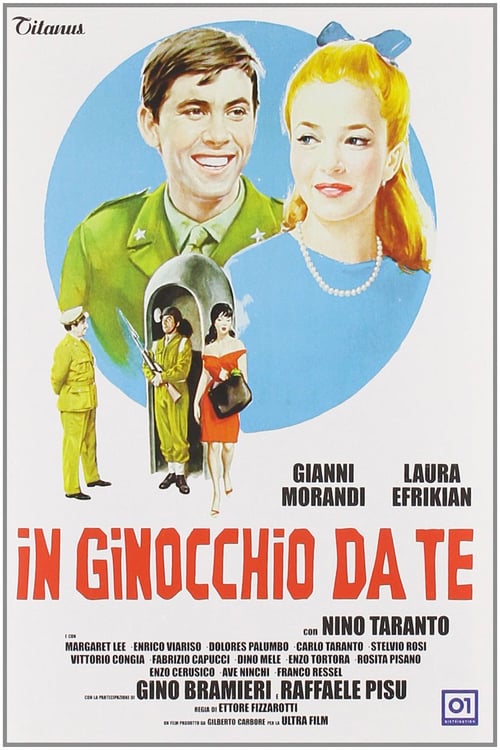 Titanus
GIANNI MORANDI
LAURA EFRIKIAN
IN GINOCCHIO DA TE
con NINO TARANTO
E CON
MARGARET LEE · ENRICO VIARISO · DOLORES PALUMBO · CARLO TARANTO · STELVIO ROSI
VITTORIO CONGIA · FABRIZIO CAPUCCI · DINO MELE · ENZO TORTORA · ROSITA PISANO
ENZO CERUSICO · AVE NINCHI · FRANCO RESSEL
CON LA PARTECIPAZIONE DI GINO BRAMIERI E RAFFAELE PISU
REGIA DI ETTORE FIZZAROTTI
UN FILM PRODOTTO DA GILBERTO CARBORE PER LA ULTRA FILM
01
DISTRIBUTION